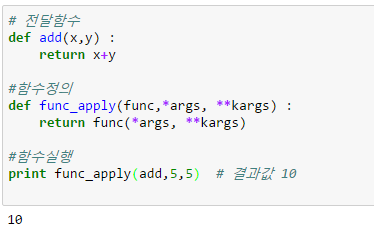 # 전달함수
def add(x,y) :
    return x+y
#함수정의
def func_apply(func,*args, **kargs) :
    return func(*args, **kargs)
#함수실행
print func_apply(add,5,5)  # 결과값 10
10